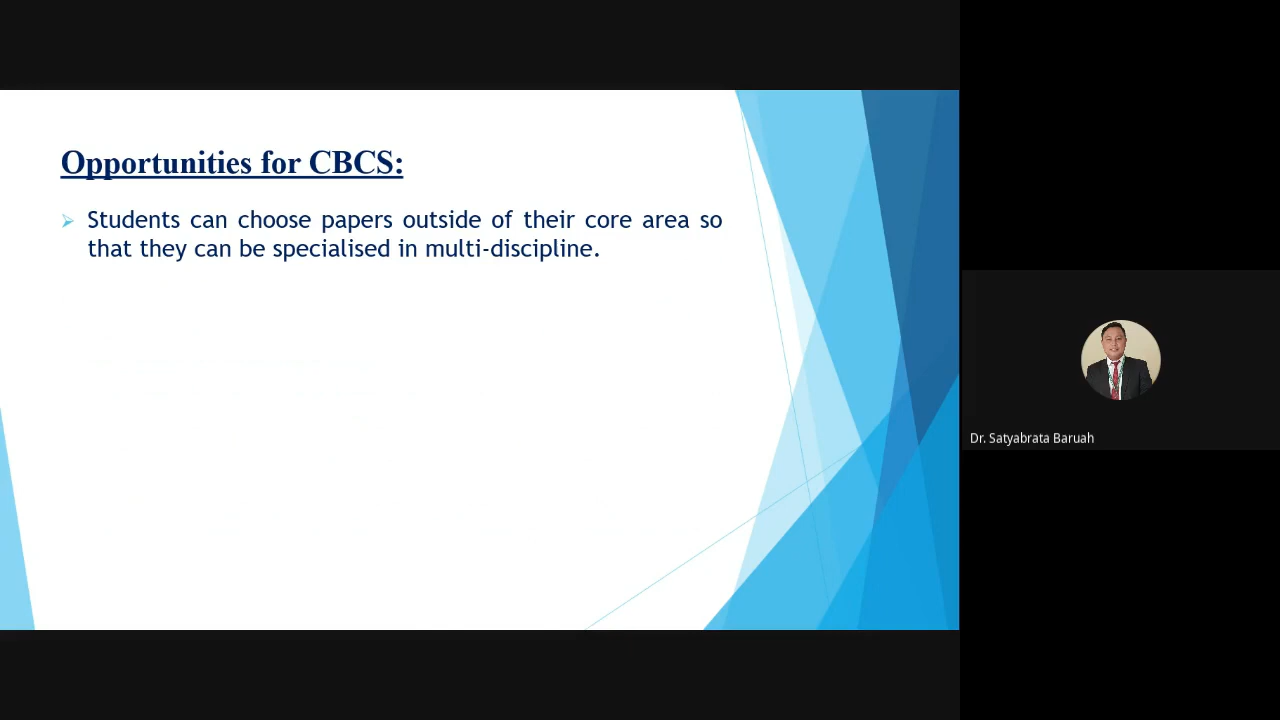 Opportunities for CBCS:
Students can choose papers outside of their core area so
that they can be specialised in multi-discipline.
Dr. Satyabrata Baruah